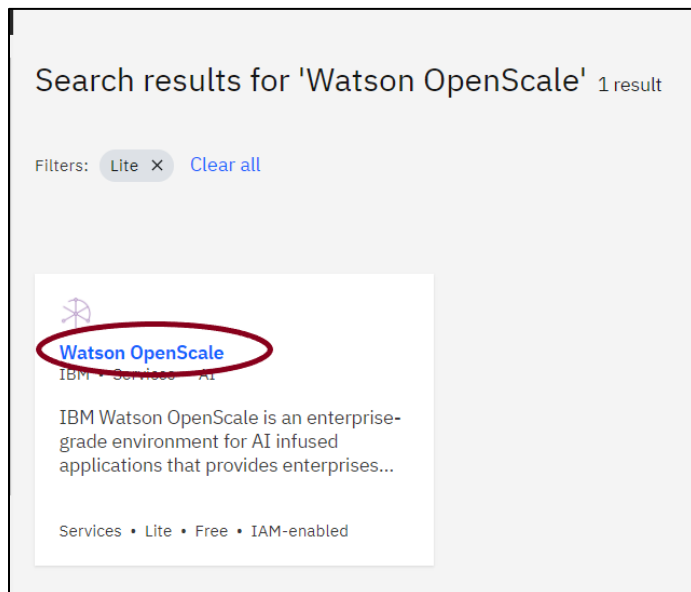 Search results for 'Watson OpenScale' 1 result
Filters: Lite × Clear all
Watson OpenScale
IBM • Services • AI
IBM Watson OpenScale is an enterprise-
grade environment for AI infused
applications that provides enterprises...
Services • Lite • Free • IAM-enabled